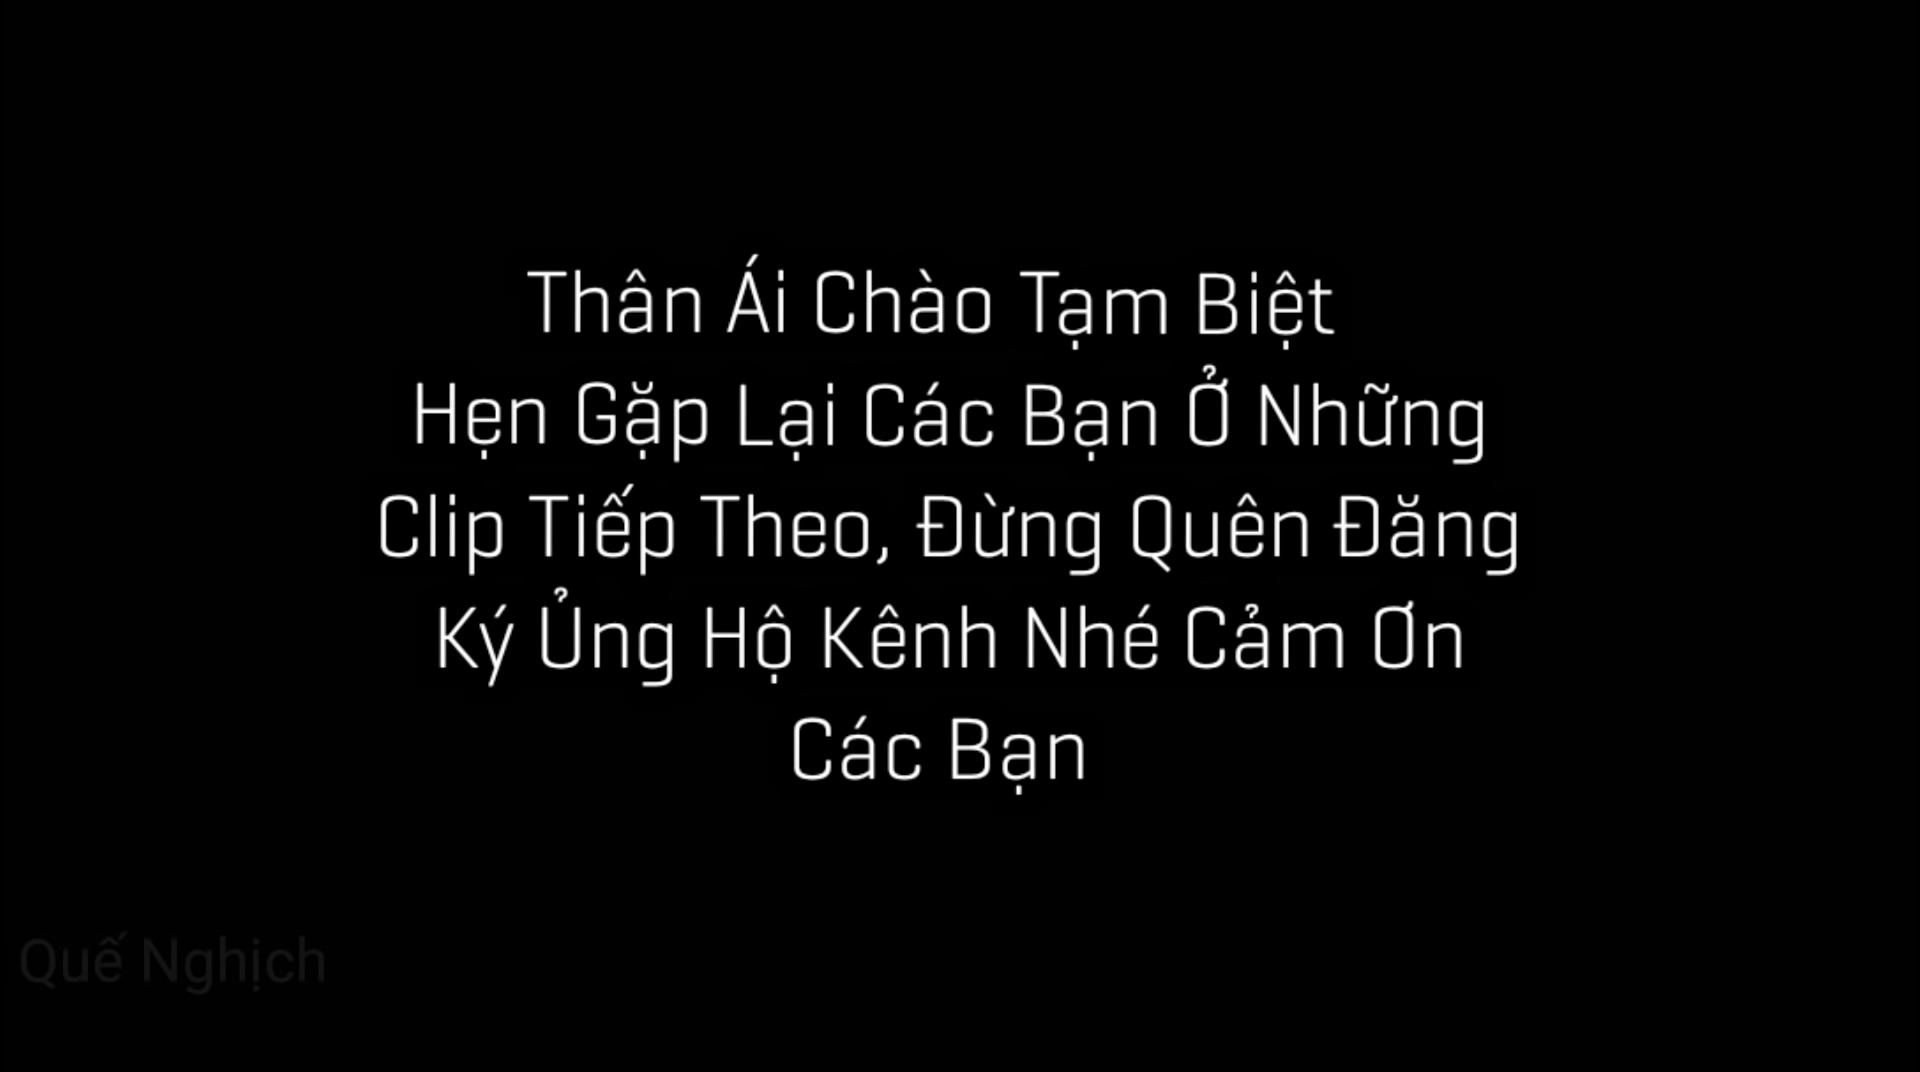 Thân Ái Chào Tạm Biệt
Hẹn Gặp Lại Các Bạn Ở Những
Clip Tiếp Theo, Đừng Quên Đăng
Ký Ủng Hộ Kênh Nhé Cảm Ơn
Các Bạn
Quế Nghịch